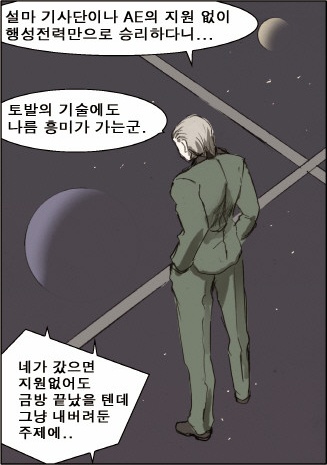 설마 기사단이나 AE의 지원 없이
행성전력만으로 승리하다니...
토발의 기술에도
나름 흥미가 가는군.
네가 갔으면
지원없어도
금방 끝났을 텐데
그냥 내버려둔
주제에..